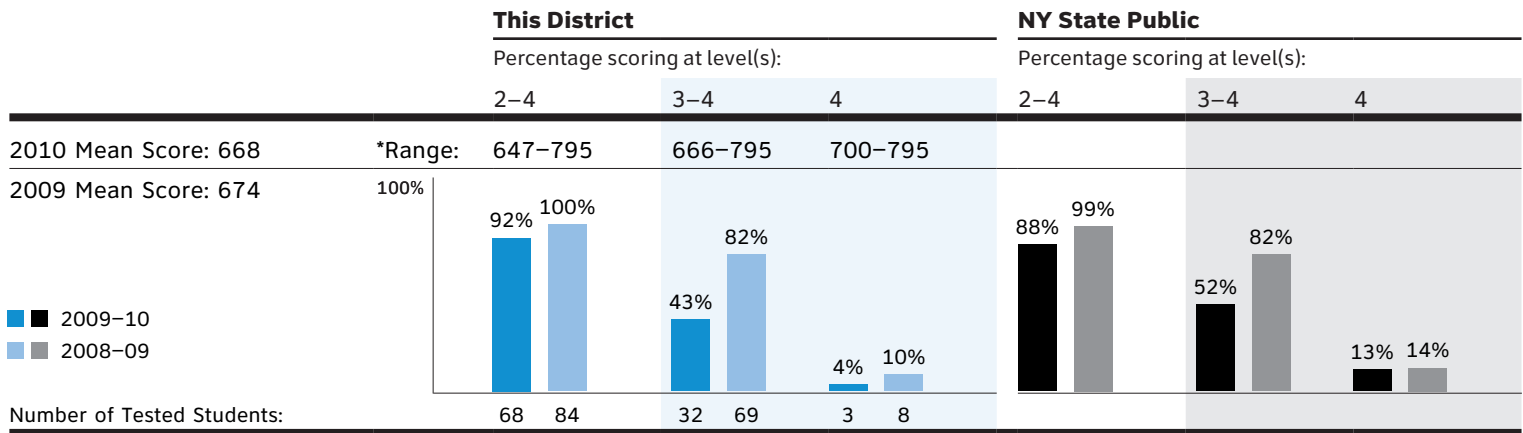 This District NY State Public
Percentage scoring at level(s): Percentage scoring at level(s):
2–4 3–4 4 2–4 3–4 4
2010 Mean Score: 668 *Range: 647–795 666–795 700–795
2009 Mean Score: 674 100%
92% 100% 43% 82% 4% 10% 88% 99% 52% 82% 13% 14%
2009–10
2008–09
Number of Tested Students: 68 84 32 69 3 8